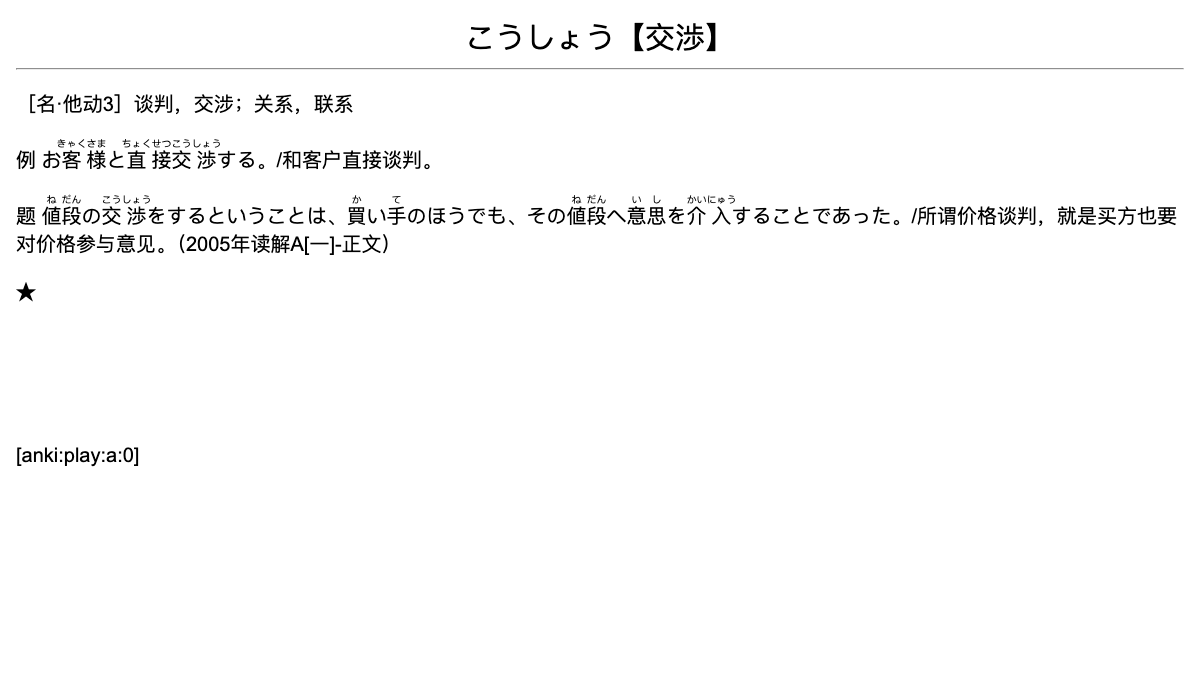 こうしょう【交渉】
［名·他动3］谈判，交涉；关系，联系
きゃくさま ちょくせつこうしょう
例 お客様と直接交渉する。/和客户直接谈判。
ねだん こうしょう か て ねだん いし かいにゅう
题 値段の交渉をするということは、買い手のほうでも、その値段へ意思を介入することであった。/所谓价格谈判，就是买方也要
对价格参与意见。（2005年读解A[一]-正文）
★
[anki:play:a:0]